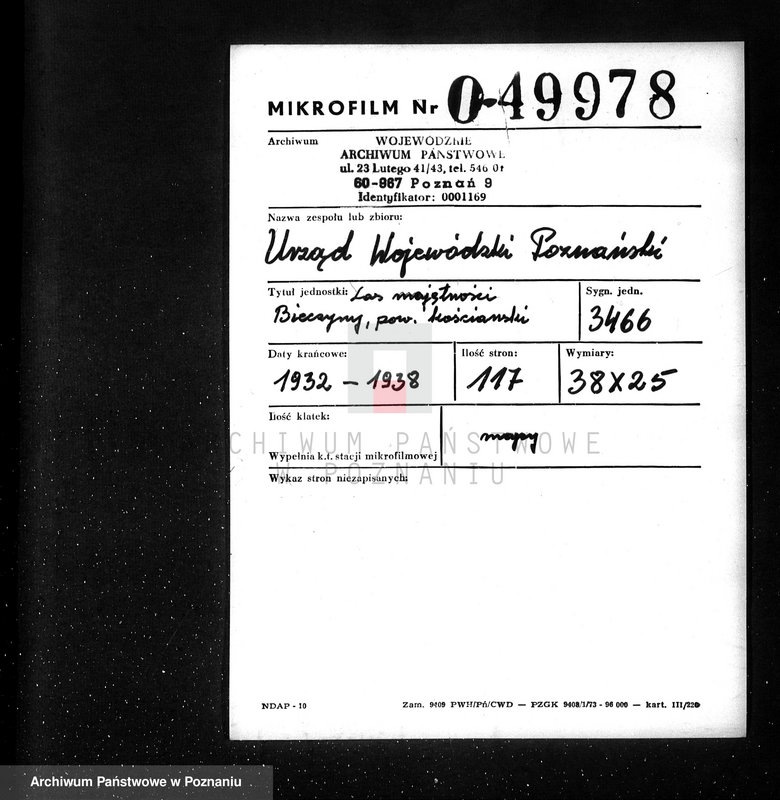 MIKROFILM Nr 0-49978
Archiwum
WOJEWÓDZKIE
ARCHIWUM PAŃSTWOWE
ul. 23 Lutego 41/43, tel. 546 01
60-967 Poznań 9
Identyfikator: 0001169
Nazwa zespołu lub zbioru:
Urząd Wojewódzki Poznański
Tytuł jednostki: Las majętności
Bieczyny, pow. kościański
Sygn. jedn.
3466
Daty krańcowe:
1932 – 1938
Ilość stron:
117
Wymiary:
38X25
Ilość klatek:
mapy
ARCHIWUM PAŃSTWOWE
W POZNANIU
Wypełnia k.t. stacji mikrofilmowej
Wykaz stron niezapisanych:
NDAP - 10
Zam. 9409 PWH/Pń/CWD — PZGK 9408/1/73 - 96 000 — kart. III/220
Archiwum Państwowe w Poznaniu